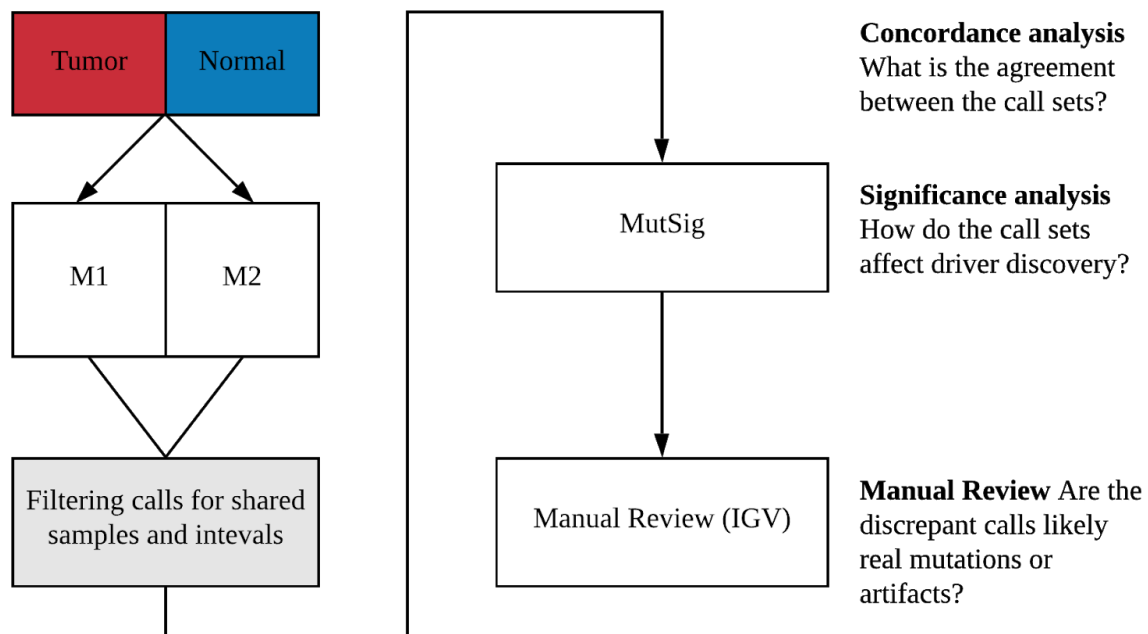 Tumor
Normal
M1
M2
Filtering calls for shared
samples and intevals
MutSig
Manual Review (IGV)
Concordance analysis
What is the agreement
between the call sets?
Significance analysis
How do the call sets
affect driver discovery?
Manual Review Are the
discrepant calls likely
real mutations or
artifacts?